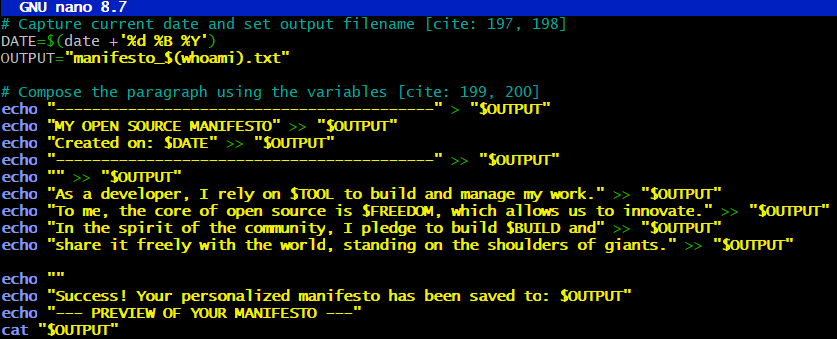 GNU nano 8.7
# Capture current date and set output filename [cite: 197, 198]
DATE=$(date +'%d %B %Y')
OUTPUT="manifesto_$(whoami).txt"
# Compose the paragraph using the variables [cite: 199, 200]
echo "------------------------------------------" > "$OUTPUT"
echo "MY OPEN SOURCE MANIFESTO" >> "$OUTPUT"
echo "Created on: $DATE" >> "$OUTPUT"
echo "------------------------------------------" >> "$OUTPUT"
echo "" >> "$OUTPUT"
echo "As a developer, I rely on $TOOL to build and manage my work." >> "$OUTPUT"
echo "To me, the core of open source is $FREEDOM, which allows us to innovate." >> "$OUTPUT"
echo "In the spirit of the community, I pledge to build $BUILD and" >> "$OUTPUT"
echo "share it freely with the world, standing on the shoulders of giants." >> "$OUTPUT"
echo ""
echo "Success! Your personalized manifesto has been saved to: $OUTPUT"
echo "--- PREVIEW OF YOUR MANIFESTO ---"
cat "$OUTPUT"